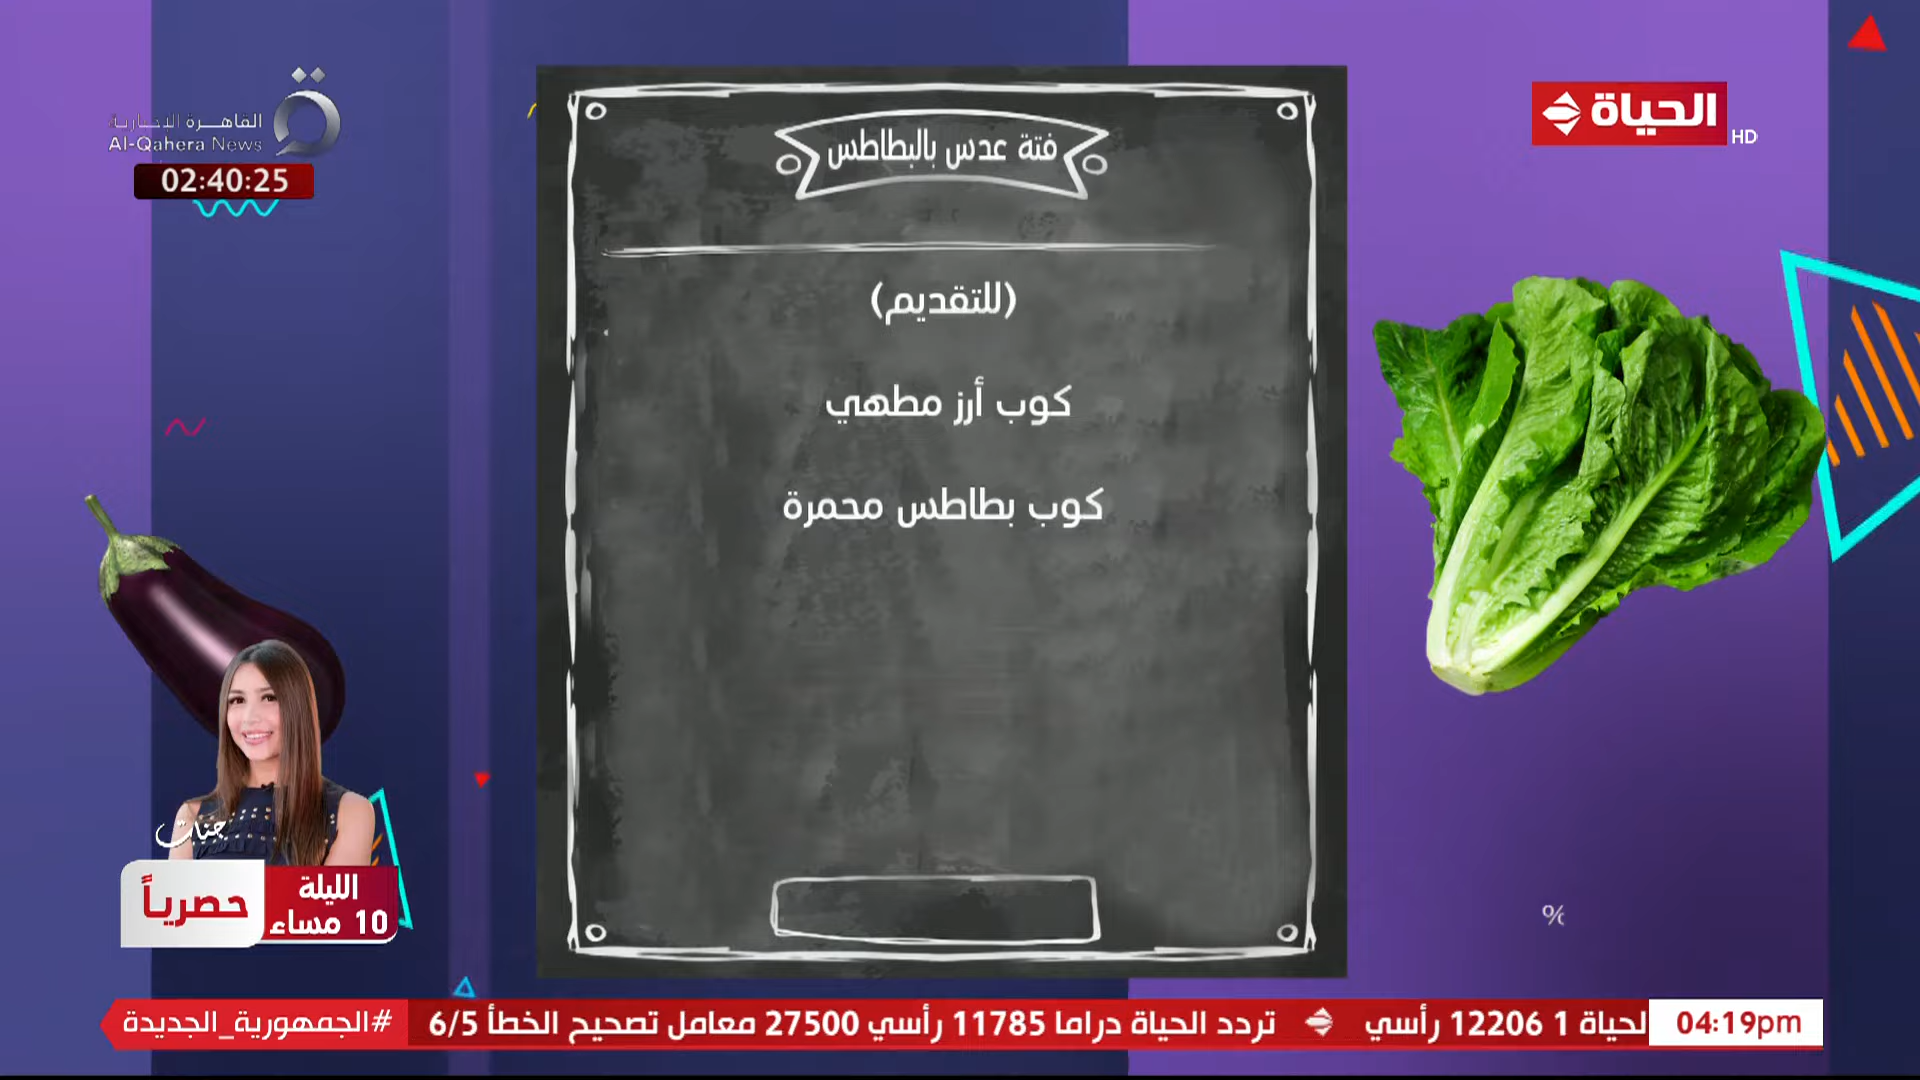 القاهرة الإخبارية
Al-Qahera News
02:40:25
الحياة
HD
فتة عدس بالبطاطس
(للتقديم)
كوب أرز مطهي
كوب بطاطس محمرة
جنات
الليلة
10 مساء
حصرياً
%
#الجمهورية_الجديدة
لحياة 1 12206 رأسي تردد الحياة دراما 11785 رأسي 27500 معامل تصحيح الخطأ 6/5
04:19pm